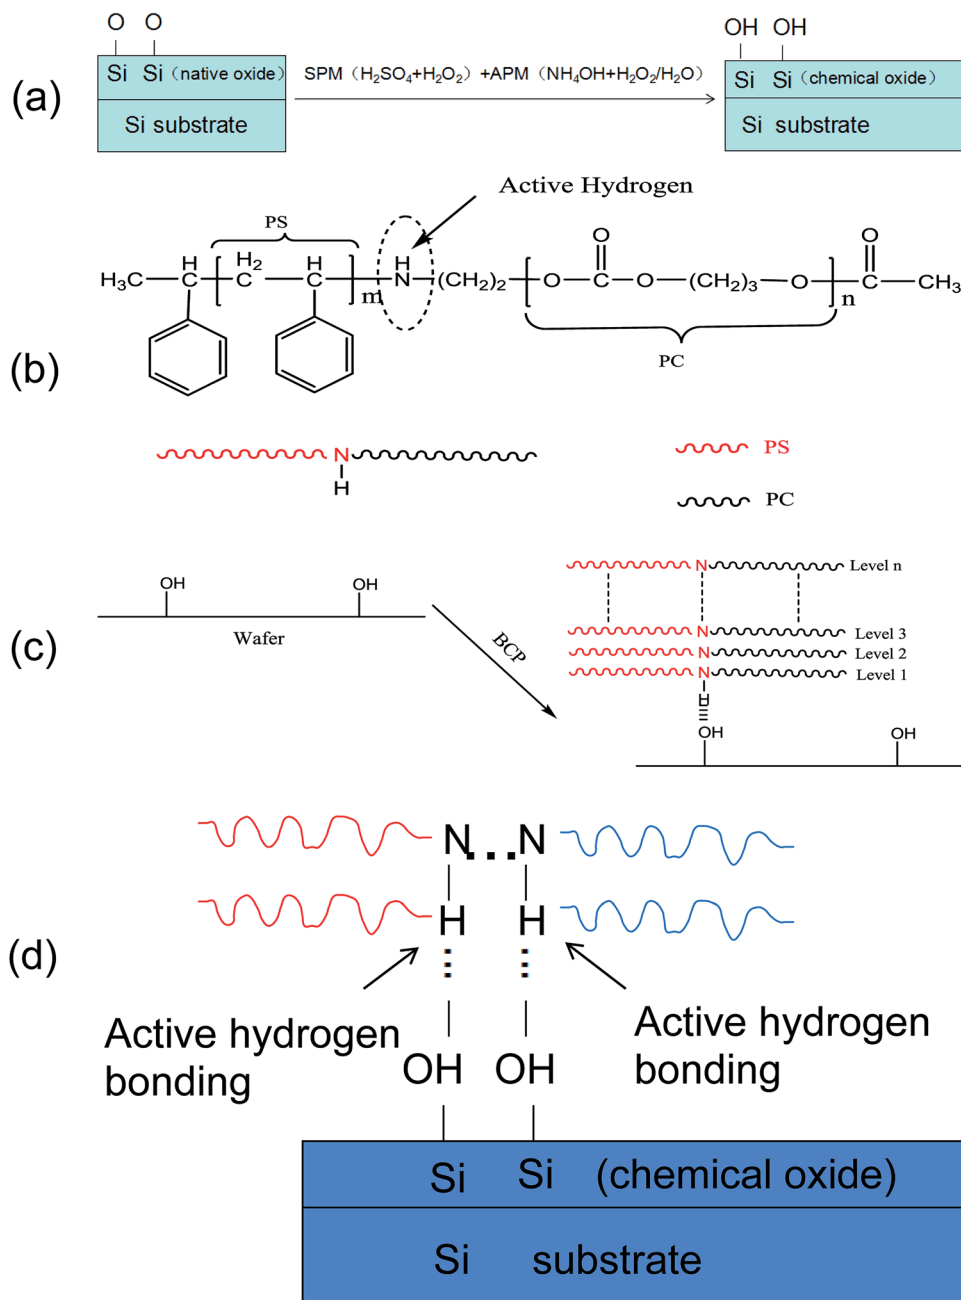 (a)
O O
Si Si (native oxide)
Si substrate
SPM (H₂SO₄+H₂O₂) +APM (NH₄OH+H₂O₂/H₂O)
OH OH
Si Si (chemical oxide)
Si substrate
(b)
Active Hydrogen
PS
H₃C H H₂ C H m H N (CH₂)₂ O O C O (CH₂)₃ O n O C CH₃
PC
N
H
PS
PC
(c)
OH OH
Wafer
BCP
N Level n
N Level 3
N Level 2
N Level 1
H
OH OH
(d)
N ... N
H H
Active hydrogen
bonding
Active hydrogen
bonding
OH OH
Si Si (chemical oxide)
Si substrate